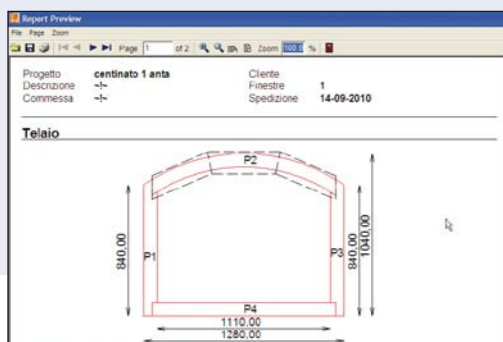 Report Preview
File Page Zoom
Page 1 of 2 Zoom 100.0 %
Progetto centinato 1 anta Cliente
Descrizione -!- Finestre 1
Commessa -!- Spedizione 14-09-2010
Telaio
P2
840,00 P1 P3 840,00 1040,00
P4
1110,00
1280,00